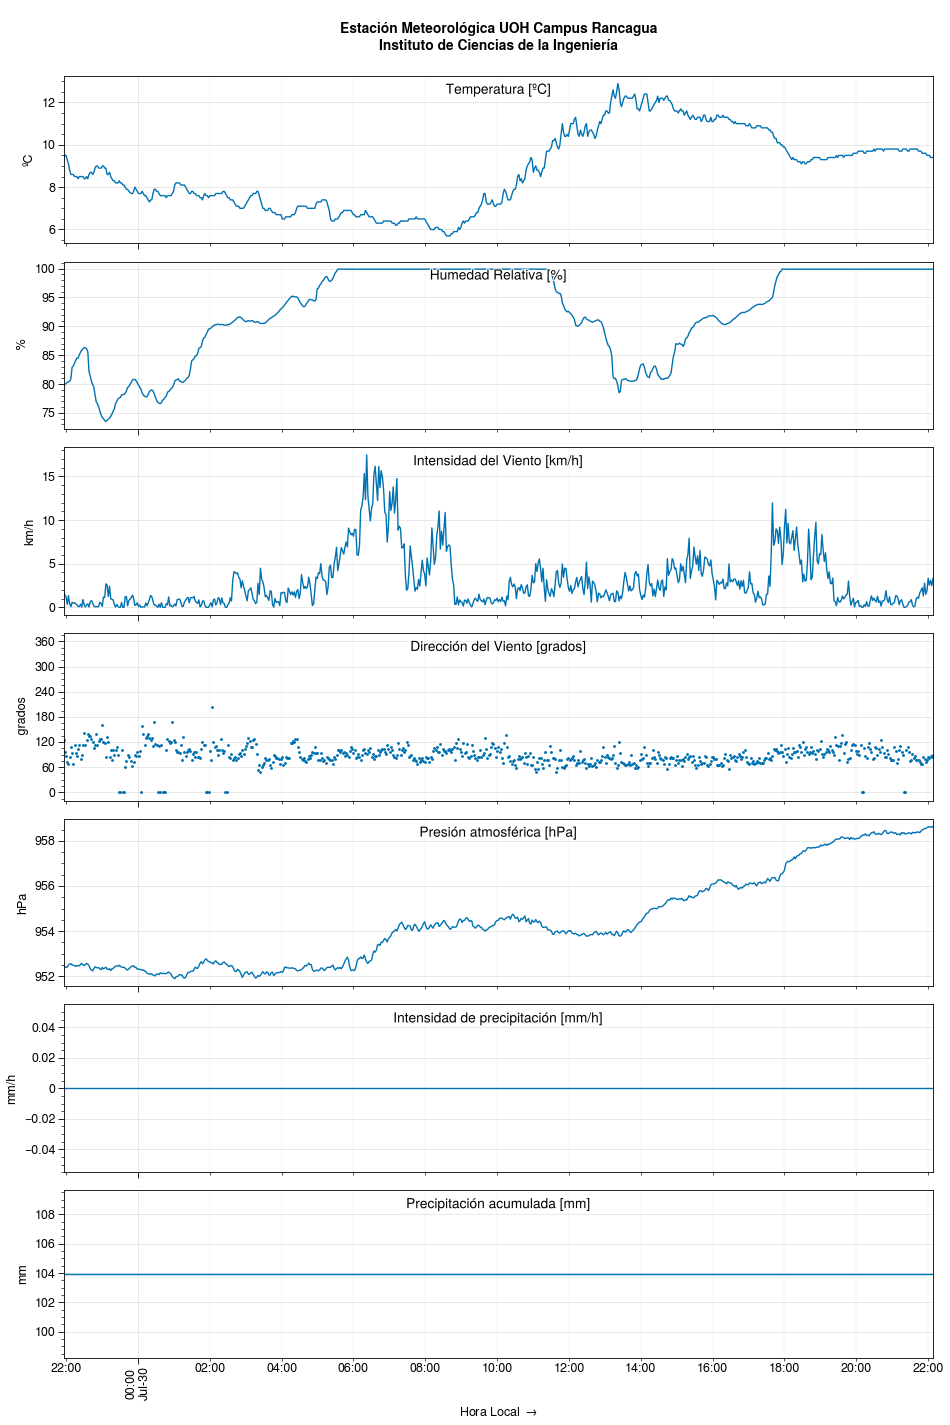 Estación Meteorológica UOH Campus Rancagua
Instituto de Ciencias de la Ingeniería
Temperatura [ºC]
ºC
12
10
8
6
Humedad Relativa [%]
%
100
95
90
85
80
75
Intensidad del Viento [km/h]
km/h
15
10
5
0
Dirección del Viento [grados]
grados
360
300
240
180
120
60
0
Presión atmosférica [hPa]
hPa
958
956
954
952
Intensidad de precipitación [mm/h]
mm/h
0.04
0.02
0
−0.02
−0.04
Precipitación acumulada [mm]
mm
108
106
104
102
100
22:00
00:00
Jul-30
02:00
04:00
06:00
08:00
10:00
12:00
14:00
16:00
18:00
20:00
22:00
Hora Local →